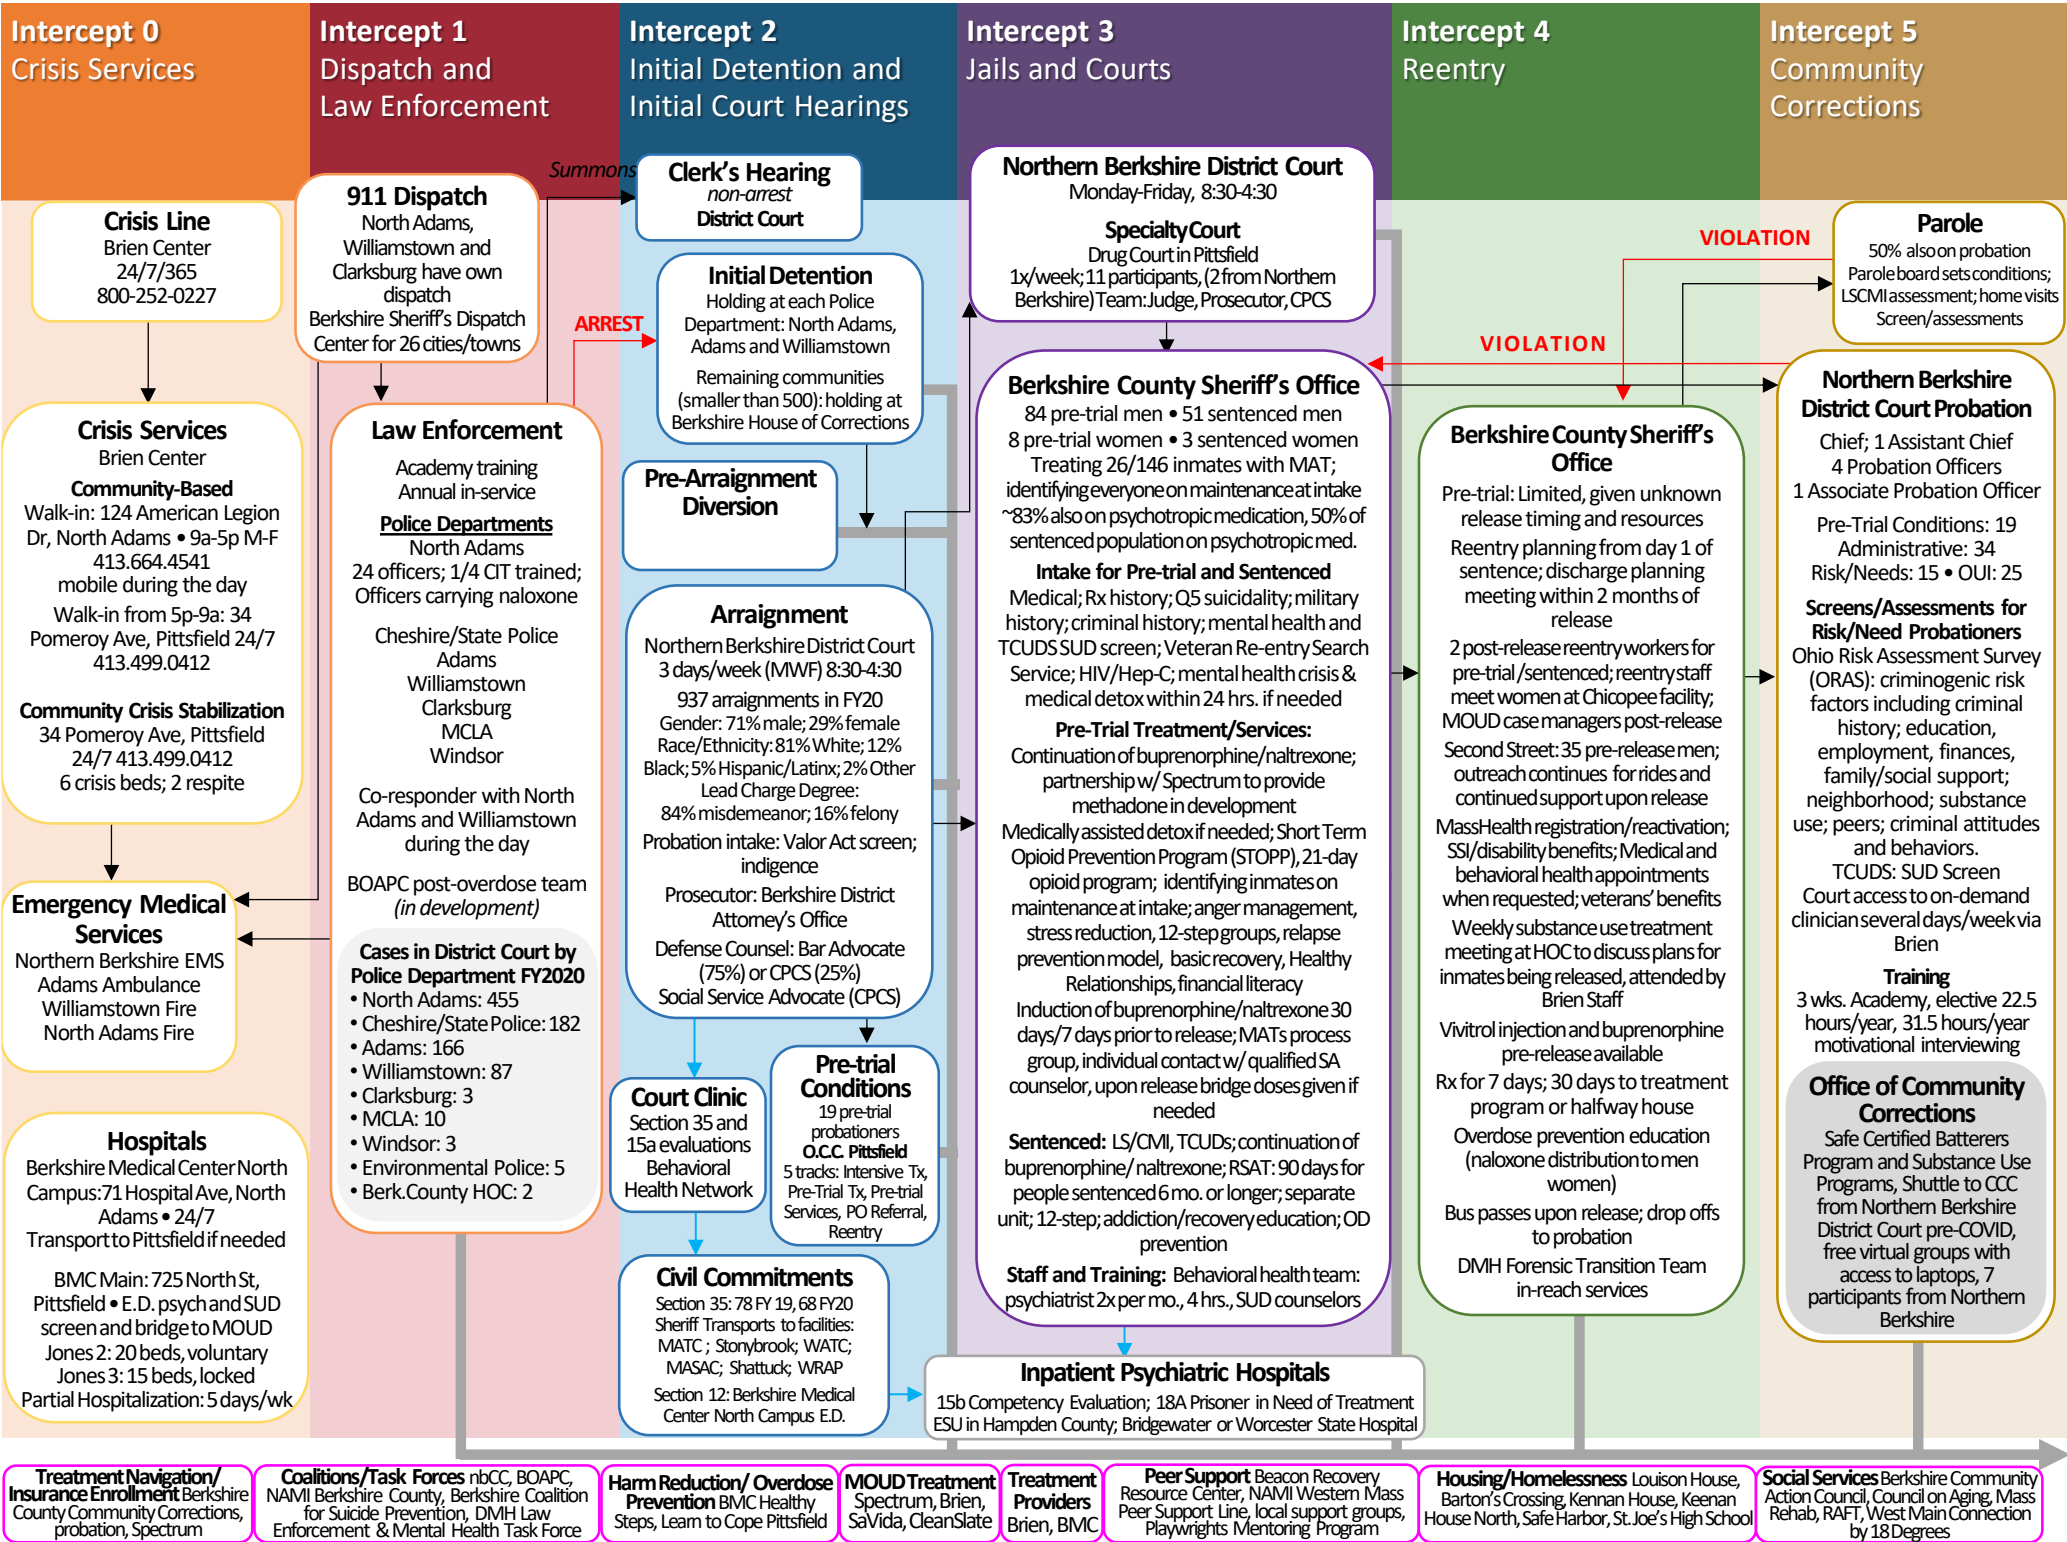 Intercept 0
Crisis Services
Intercept 1
Dispatch and
Law Enforcement
Intercept 2
Initial Detention and
Initial Court Hearings
Intercept 3
Jails and Courts
Intercept 4
Reentry
Intercept 5
Community
Corrections
Crisis Line
Brien Center
24/7/365
800-252-0227
Crisis Services
Brien Center
Community-Based
Walk-in: 124 American Legion
Dr, North Adams • 9a-5p M-F
413.664.4541
mobile during the day
Walk-in from 5p-9a: 34
Pomeroy Ave, Pittsfield 24/7
413.499.0412
Community Crisis Stabilization
34 Pomeroy Ave, Pittsfield
24/7 413.499.0412
6 crisis beds; 2 respite
Emergency Medical
Services
Northern Berkshire EMS
Adams Ambulance
Williamstown Fire
North Adams Fire
Hospitals
Berkshire Medical Center North
Campus:71 Hospital Ave, North
Adams • 24/7
Transport to Pittsfield if needed
BMC Main: 725 North St,
Pittsfield • E.D. psych and SUD
screen and bridge to MOUD
Jones 2: 20 beds, voluntary
Jones 3: 15 beds, locked
Partial Hospitalization: 5 days/wk
911 Dispatch
North Adams,
Williamstown and
Clarksburg have own
dispatch
Berkshire Sheriff's Dispatch
Center for 26 cities/towns
Law Enforcement
Academy training
Annual in-service
Police Departments
North Adams
24 officers; 1/4 CIT trained;
Officers carrying naloxone
Cheshire/State Police
Adams
Williamstown
Clarksburg
MCLA
Windsor
Co-responder with North
Adams and Williamstown
during the day
BOAPC post-overdose team
(in development)
Cases in District Court by
Police Department FY2020
• North Adams: 455
• Cheshire/State Police: 182
• Adams: 166
• Williamstown: 87
• Clarksburg: 3
• MCLA: 10
• Windsor: 3
• Environmental Police: 5
• Berk.County HOC: 2
Summons
ARREST
Clerk's Hearing
non-arrest
District Court
Initial Detention
Holding at each Police
Department: North Adams,
Adams and Williamstown
Remaining communities
(smaller than 500): holding at
Berkshire House of Corrections
Pre-Arraignment
Diversion
Arraignment
Northern Berkshire District Court
3 days/week (MWF) 8:30-4:30
937 arraignments in FY20
Gender: 71% male; 29% female
Race/Ethnicity: 81% White; 12%
Black; 5% Hispanic/Latinx; 2% Other
Lead Charge Degree:
84% misdemeanor; 16% felony
Probation intake: Valor Act screen;
indigence
Prosecutor: Berkshire District
Attorney's Office
Defense Counsel: Bar Advocate
(75%) or CPCS (25%)
Social Service Advocate (CPCS)
Court Clinic
Section 35 and
15a evaluations
Behavioral
Health Network
Pre-trial
Conditions
19 pre-trial
probationers
O.C.C. Pittsfield
5 tracks: Intensive Tx,
Pre-Trial Tx, Pre-trial
Services, PO Referral,
Reentry
Civil Commitments
Section 35: 78 FY 19, 68 FY20
Sheriff Transports to facilities:
MATC ; Stonybrook; WATC;
MASAC; Shattuck; WRAP
Section 12: Berkshire Medical
Center North Campus E.D.
Northern Berkshire District Court
Monday-Friday, 8:30-4:30
Specialty Court
Drug Court in Pittsfield
1x/week; 11 participants, (2 from Northern
Berkshire) Team: Judge, Prosecutor, CPCS
Berkshire County Sheriff's Office
84 pre-trial men • 51 sentenced men
8 pre-trial women • 3 sentenced women
Treating 26/146 inmates with MAT;
identifying everyone on maintenance at intake
~83% also on psychotropic medication, 50% of
sentenced population on psychotropic med.
Intake for Pre-trial and Sentenced
Medical; Rx history; Q5 suicidality; military
history; criminal history; mental health and
TCUDS SUD screen; Veteran Re-entry Search
Service; HIV/Hep-C; mental health crisis &
medical detox within 24 hrs. if needed
Pre-Trial Treatment/Services:
Continuation of buprenorphine/naltrexone;
partnership w/ Spectrum to provide
methadone in development
Medically assisted detox if needed; Short Term
Opioid Prevention Program (STOPP), 21-day
opioid program; identifying inmates on
maintenance at intake; anger management,
stress reduction, 12-step groups, relapse
prevention model, basic recovery, Healthy
Relationships, financial literacy
Induction of buprenorphine/naltrexone 30
days/7 days prior to release; MATs process
group, individual contact w/ qualified SA
counselor, upon release bridge doses given if
needed
Sentenced: LS/CMI, TCUDs; continuation of
buprenorphine/ naltrexone; RSAT: 90 days for
people sentenced 6 mo. or longer; separate
unit; 12-step; addiction/recovery education; OD
prevention
Staff and Training: Behavioral health team:
psychiatrist 2x per mo., 4 hrs., SUD counselors
Inpatient Psychiatric Hospitals
15b Competency Evaluation; 18A Prisoner in Need of Treatment
ESU in Hampden County; Bridgewater or Worcester State Hospital
VIOLATION
VIOLATION
Berkshire County Sheriff's
Office
Pre-trial: Limited, given unknown
release timing and resources
Reentry planning from day 1 of
sentence; discharge planning
meeting within 2 months of
release
2 post-release reentry workers for
pre-trial /sentenced; reentry staff
meet women at Chicopee facility;
MOUD case managers post-release
Second Street: 35 pre-release men;
outreach continues for rides and
continued support upon release
MassHealth registration/reactivation;
SSI/disability benefits; Medical and
behavioral health appointments
when requested; veterans' benefits
Weekly substance use treatment
meeting at HOC to discuss plans for
inmates being released, attended by
Brien Staff
Vivitrol injection and buprenorphine
pre-release available
Rx for 7 days; 30 days to treatment
program or halfway house
Overdose prevention education
(naloxone distribution to men
women)
Bus passes upon release; drop offs
to probation
DMH Forensic Transition Team
in-reach services
Parole
50% also on probation
Parole board sets conditions;
LSCMI assessment; home visits
Screen/assessments
Northern Berkshire
District Court Probation
Chief; 1 Assistant Chief
4 Probation Officers
1 Associate Probation Officer
Pre-Trial Conditions: 19
Administrative: 34
Risk/Needs: 15 • OUI: 25
Screens/Assessments for
Risk/Need Probationers
Ohio Risk Assessment Survey
(ORAS): criminogenic risk
factors including criminal
history; education,
employment, finances,
family/social support;
neighborhood; substance
use; peers; criminal attitudes
and behaviors.
TCUDS: SUD Screen
Court access to on-demand
clinician several days/week via
Brien
Training
3 wks. Academy, elective 22.5
hours/year, 31.5 hours/year
motivational interviewing
Office of Community
Corrections
Safe Certified Batterers
Program and Substance Use
Programs, Shuttle to CCC
from Northern Berkshire
District Court pre-COVID,
free virtual groups with
access to laptops, 7
participants from Northern
Berkshire
Treatment Navigation/
Insurance Enrollment Berkshire
County Community Corrections,
probation, Spectrum
Coalitions/Task Forces nbCC, BOAPC,
NAMI Berkshire County, Berkshire Coalition
for Suicide Prevention, DMH Law
Enforcement & Mental Health Task Force
Harm Reduction/ Overdose
Prevention BMC Healthy
Steps, Learn to Cope Pittsfield
MOUD Treatment
Spectrum, Brien,
SaVida, CleanSlate
Treatment
Providers
Brien, BMC
Peer Support Beacon Recovery
Resource Center, NAMI Western Mass
Peer Support Line, local support groups,
Playwrights Mentoring Program
Housing/Homelessness Louison House,
Barton's Crossing, Kennan House, Keenan
House North, Safe Harbor, St. Joe's High School
Social Services Berkshire Community
Action Council, Council on Aging, Mass
Rehab, RAFT, West Main Connection
by 18 Degrees